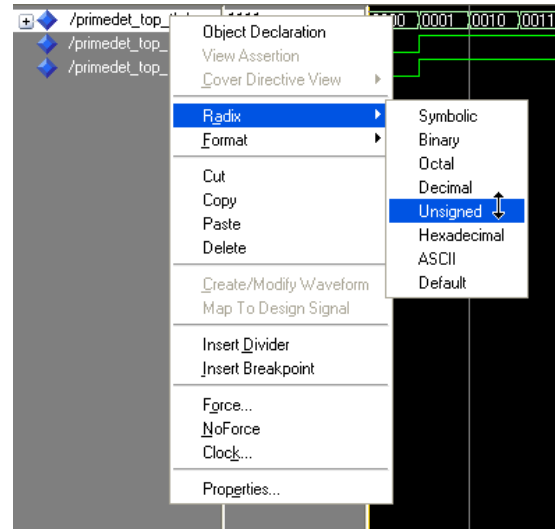 /primedet_top_
0001 0010 0011
/primedet_top_
/primedet_top_
Object Declaration
View Assertion
Cover Directive View
Radix
Format
Cut
Copy
Paste
Delete
Create/Modify Waveform
Map To Design Signal
Insert Divider
Insert Breakpoint
Force...
NoForce
Clock...
Properties...
Symbolic
Binary
Octal
Decimal
Unsigned
Hexadecimal
ASCII
Default